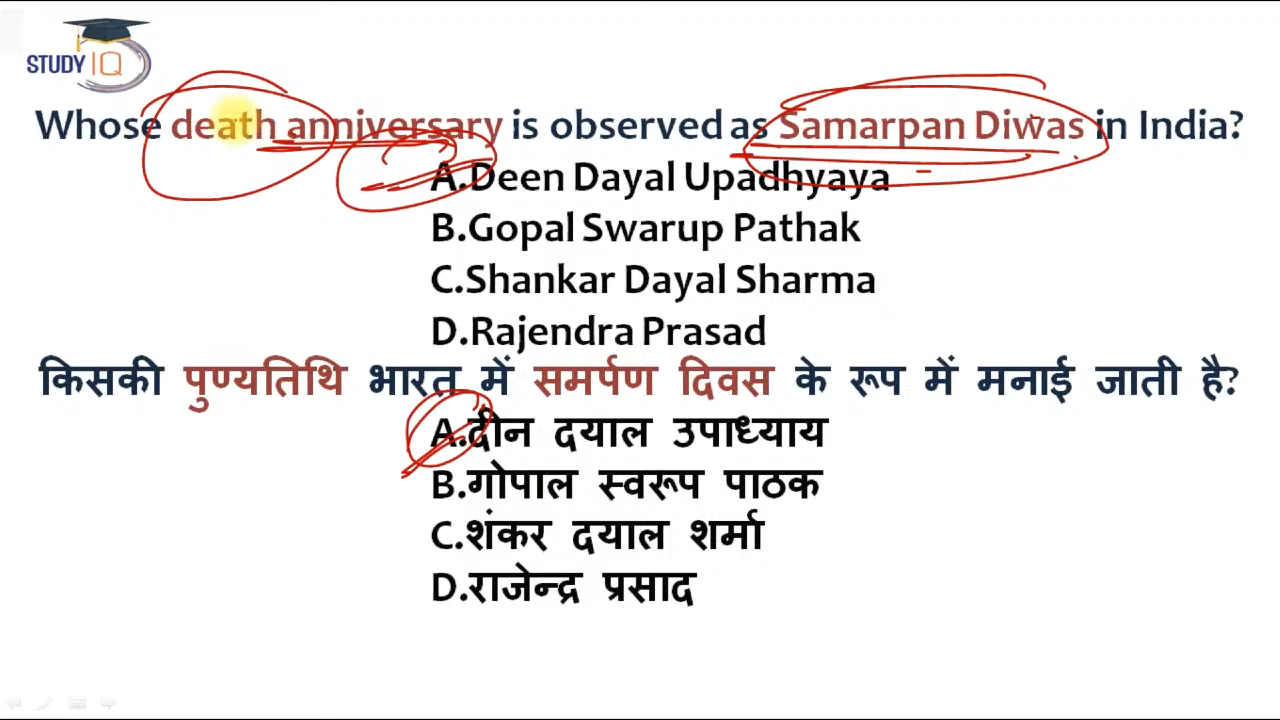 STUDY IQ
Whose death anniversary is observed as Samarpan Diwas in India?
A.Deen Dayal Upadhyaya
B.Gopal Swarup Pathak
C.Shankar Dayal Sharma
D.Rajendra Prasad
किसकी पुण्यतिथि भारत में समर्पण दिवस के रूप में मनाई जाती है?
A.दीन दयाल उपाध्याय
B.गोपाल स्वरूप पाठक
C.शंकर दयाल शर्मा
D.राजेन्द्र प्रसाद